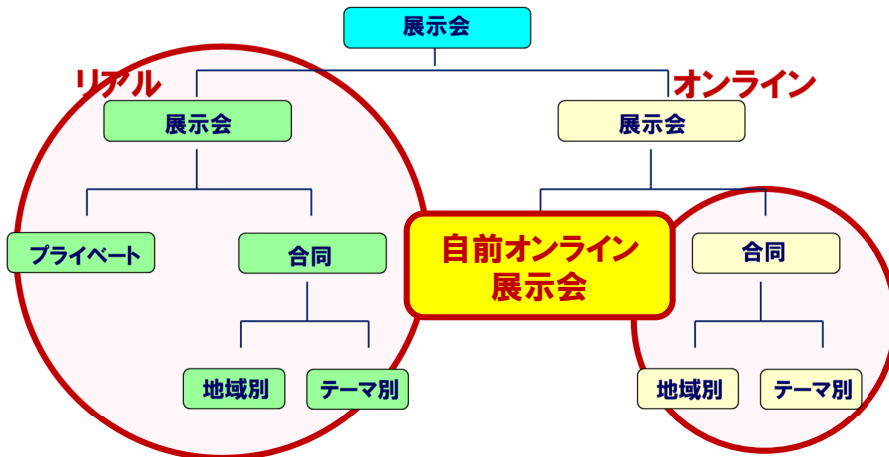 展示会
リアル
オンライン
展示会
展示会
プライベート
合同
自前オンライン
展示会
合同
地域別
テーマ別
地域別
テーマ別